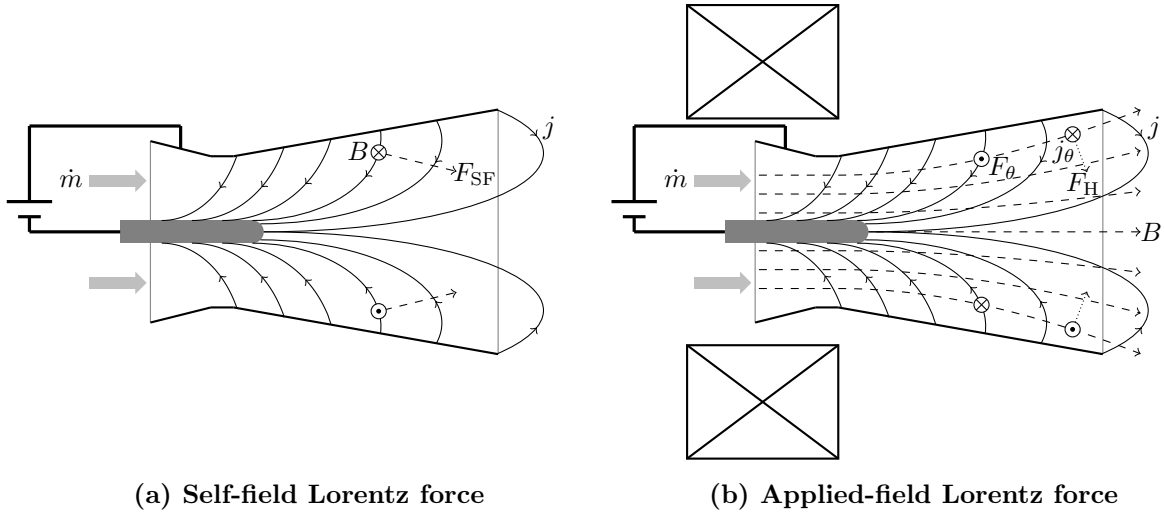 j
B
F_SF
ṁ
(a) Self-field Lorentz force
j
j_θ
F_θ
F_H
ṁ
B
(b) Applied-field Lorentz force